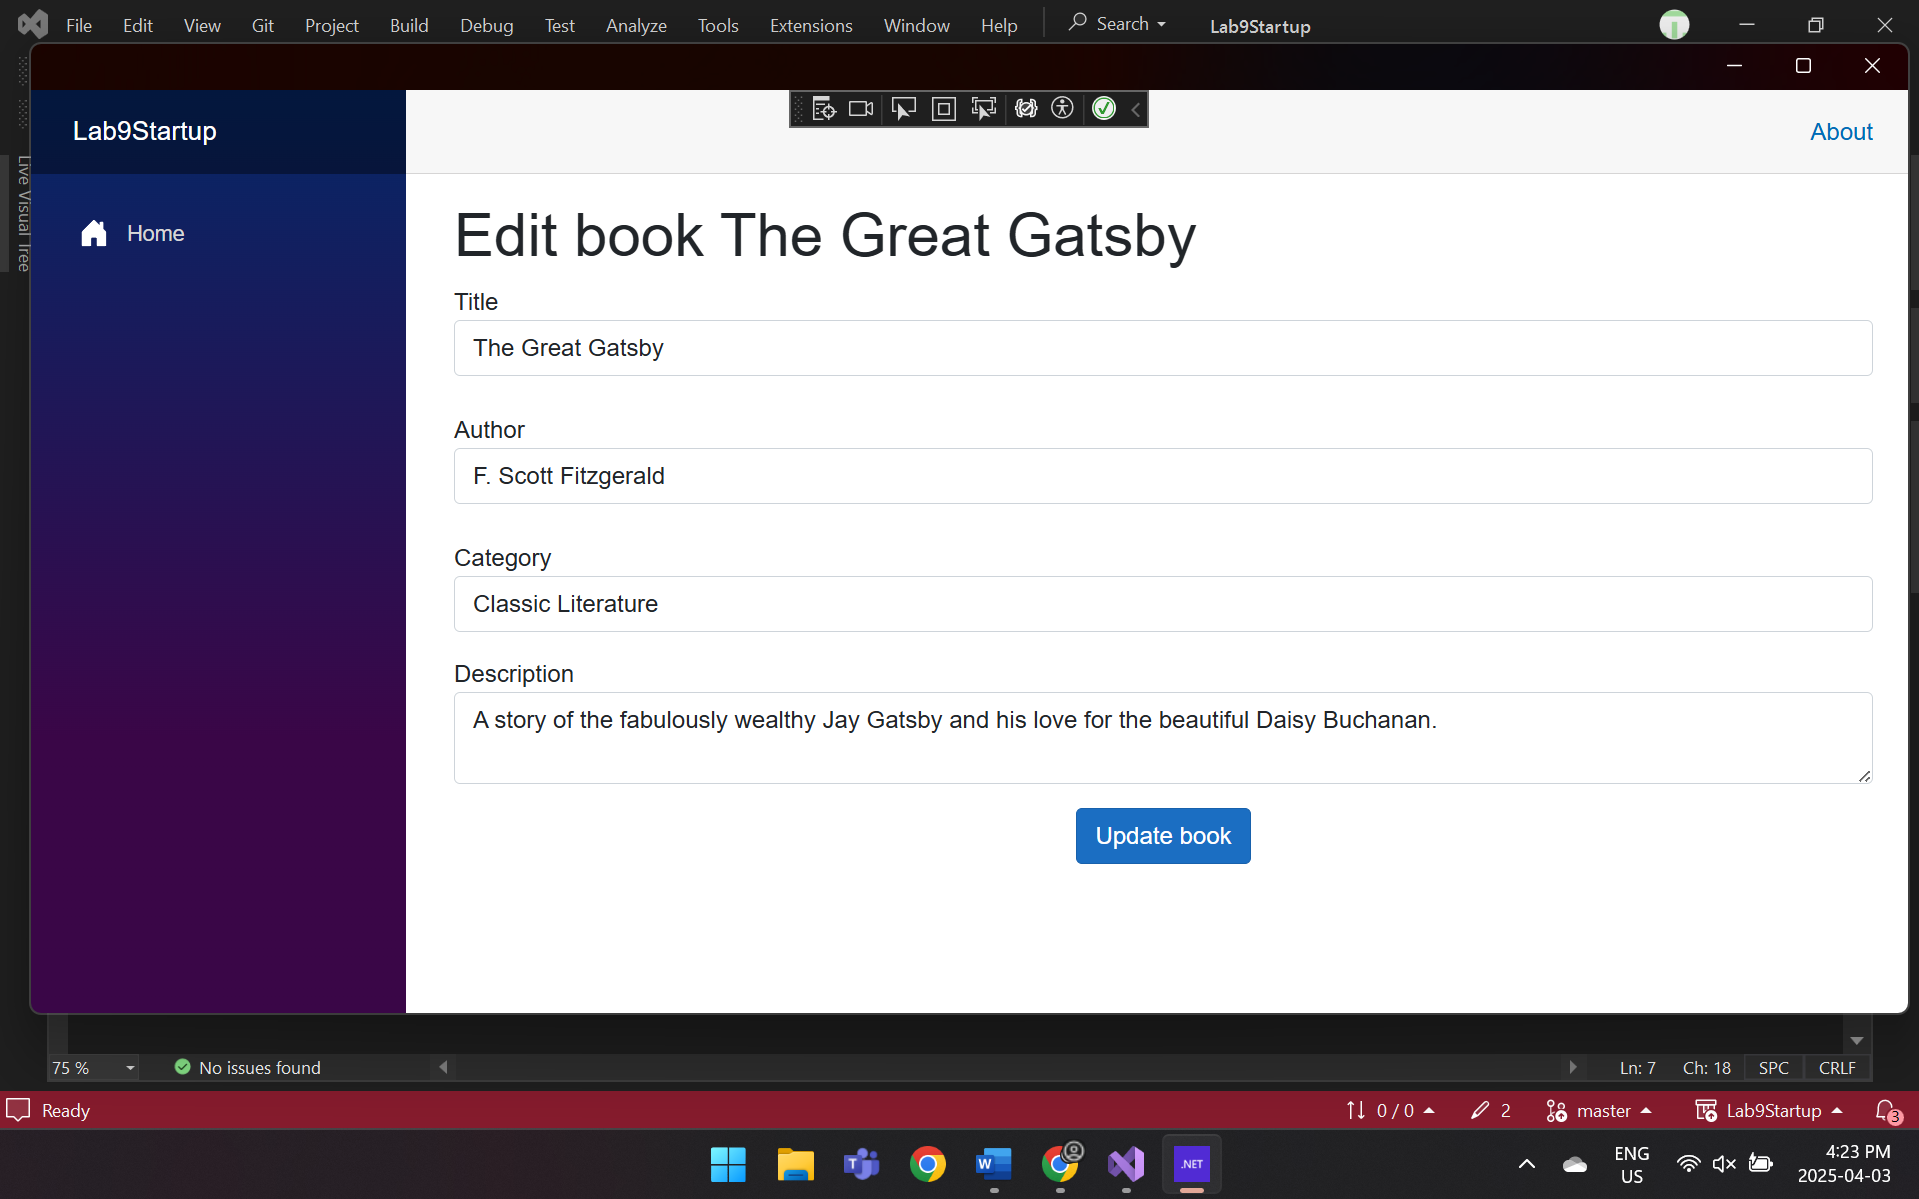 File Edit View Git Project Build Debug Test Analyze Tools Extensions Window Help Search Lab9Startup
Live Visual Tree
Lab9Startup
About
Home
Edit book The Great Gatsby
Title
The Great Gatsby
Author
F. Scott Fitzgerald
Category
Classic Literature
Description
A story of the fabulously wealthy Jay Gatsby and his love for the beautiful Daisy Buchanan.
Update book
75 % No issues found Ln: 7 Ch: 18 SPC CRLF
Ready 0 / 0 2 master Lab9Startup 3
T W .NET
ENG
US
4:23 PM
2025-04-03